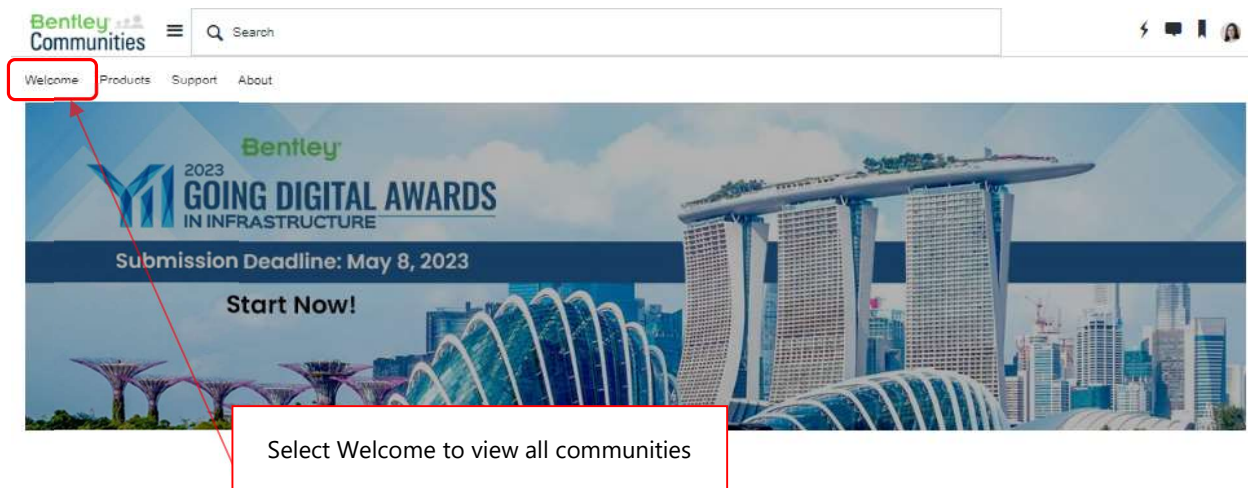 Bentley
Communities
Search
Welcome Products Support About
Bentley
2023
GOING DIGITAL AWARDS
IN INFRASTRUCTURE
Submission Deadline: May 8, 2023
Start Now!
Select Welcome to view all communities